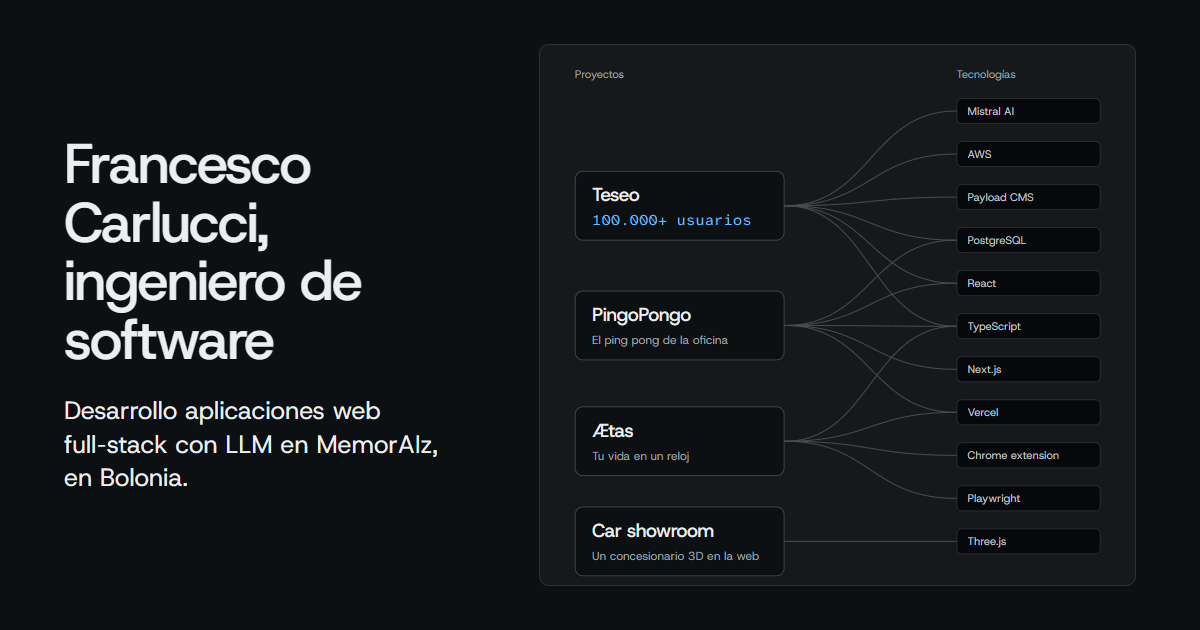 Francesco
Carlucci,
ingeniero de
software
Desarrollo aplicaciones web
full-stack con LLM en MemorAIz,
en Bolonia.
Proyectos
Teseo
100.000+ usuarios
PingoPongo
El ping pong de la oficina
Ætas
Tu vida en un reloj
Car showroom
Un concesionario 3D en la web
Tecnologías
Mistral AI
AWS
Payload CMS
PostgreSQL
React
TypeScript
Next.js
Vercel
Chrome extension
Playwright
Three.js